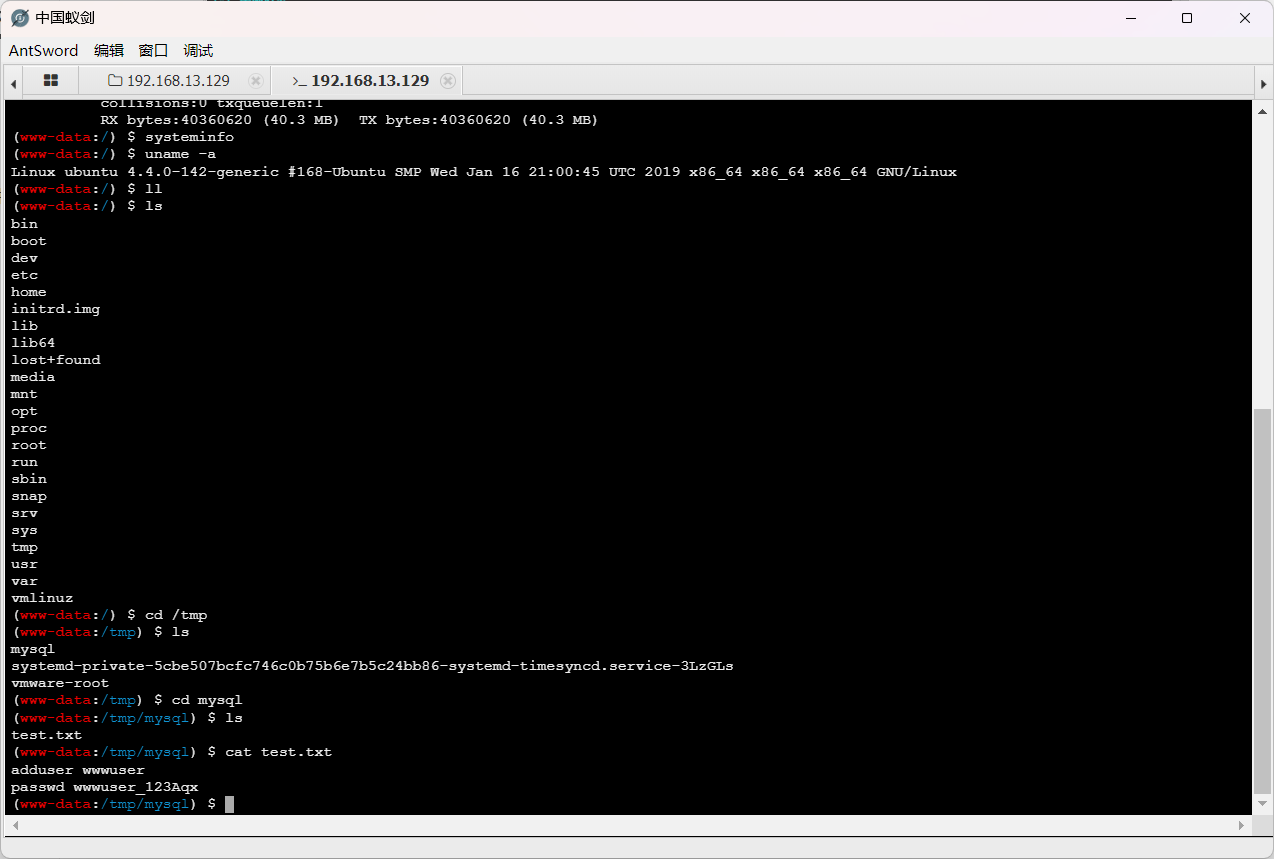 中国蚁剑
AntSword 编辑 窗口 调试
192.168.13.129 >_ 192.168.13.129
collisions:0 txqueuelen:1
RX bytes:40360620 (40.3 MB) TX bytes:40360620 (40.3 MB)
(www-data:/) $ systeminfo
(www-data:/) $ uname -a
Linux ubuntu 4.4.0-142-generic #168-Ubuntu SMP Wed Jan 16 21:00:45 UTC 2019 x86_64 x86_64 x86_64 GNU/Linux
(www-data:/) $ ll
(www-data:/) $ ls
bin
boot
dev
etc
home
initrd.img
lib
lib64
lost+found
media
mnt
opt
proc
root
run
sbin
snap
srv
sys
tmp
usr
var
vmlinuz
(www-data:/) $ cd /tmp
(www-data:/tmp) $ ls
mysql
systemd-private-5cbe507bcfc746c0b75b6e7b5c24bb86-systemd-timesyncd.service-3LzGLs
vmware-root
(www-data:/tmp) $ cd mysql
(www-data:/tmp/mysql) $ ls
test.txt
(www-data:/tmp/mysql) $ cat test.txt
adduser wwwuser
passwd wwwuser_123Aqx
(www-data:/tmp/mysql) $